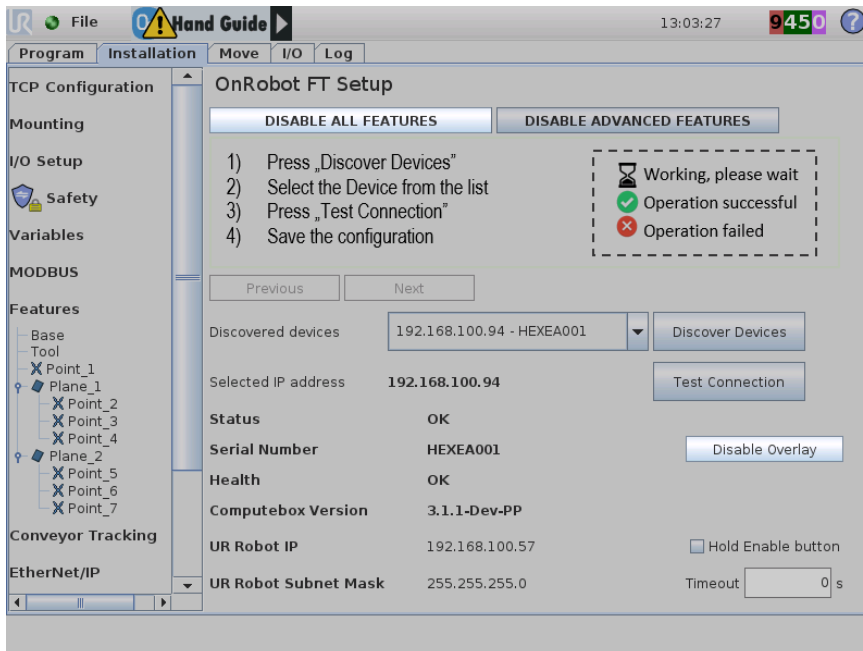 UR File O Hand Guide 13:03:27 9450 ?
Program Installation Move I/O Log
TCP Configuration
Mounting
I/O Setup
Safety
Variables
MODBUS
Features
Base
Tool
Point_1
Plane_1
Point_2
Point_3
Point_4
Plane_2
Point_5
Point_6
Point_7
Conveyor Tracking
EtherNet/IP
OnRobot FT Setup
DISABLE ALL FEATURES DISABLE ADVANCED FEATURES
1) Press „Discover Devices”
2) Select the Device from the list
3) Press „Test Connection”
4) Save the configuration
Working, please wait
Operation successful
Operation failed
Previous Next
Discovered devices 192.168.100.94 - HEXEA001 Discover Devices
Selected IP address 192.168.100.94 Test Connection
Status OK
Serial Number HEXEA001 Disable Overlay
Health OK
Computebox Version 3.1.1-Dev-PP
UR Robot IP 192.168.100.57 Hold Enable button
UR Robot Subnet Mask 255.255.255.0 Timeout 0 s